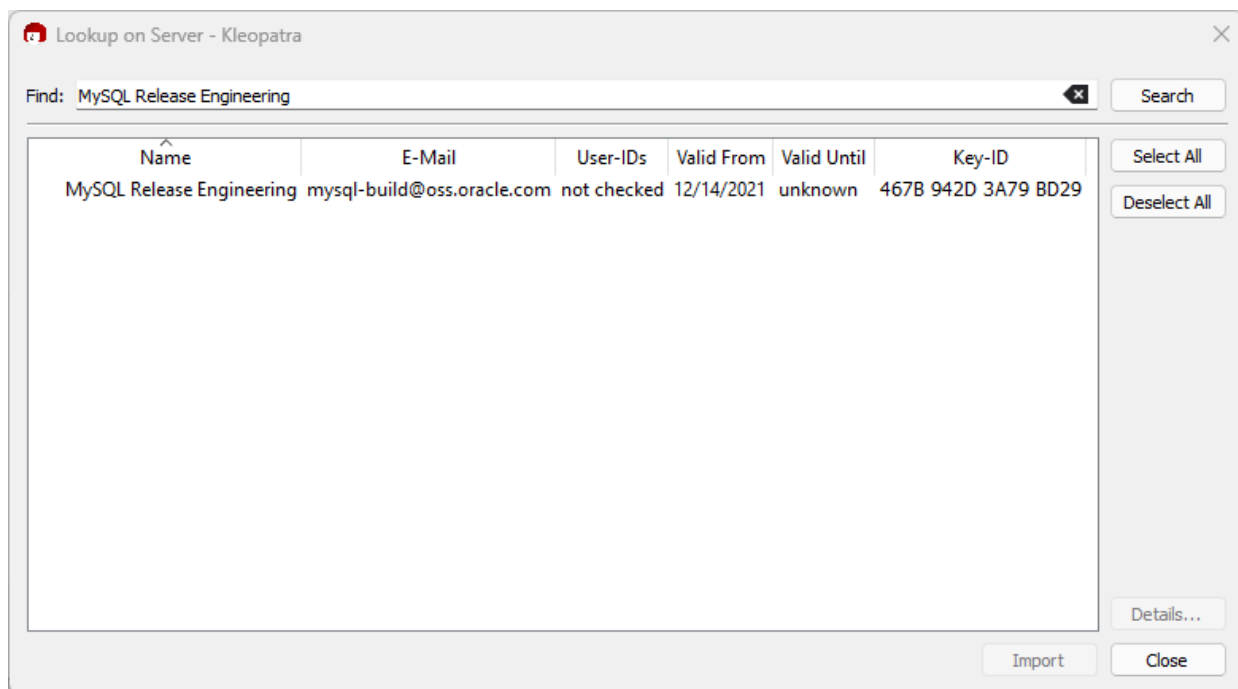 Lookup on Server - Kleopatra
Find: MySQL Release Engineering Search
Name E-Mail User-IDs Valid From Valid Until Key-ID Select All
MySQL Release Engineering mysql-build@oss.oracle.com not checked 12/14/2021 unknown 467B 942D 3A79 BD29
Deselect All
Details...
Import Close